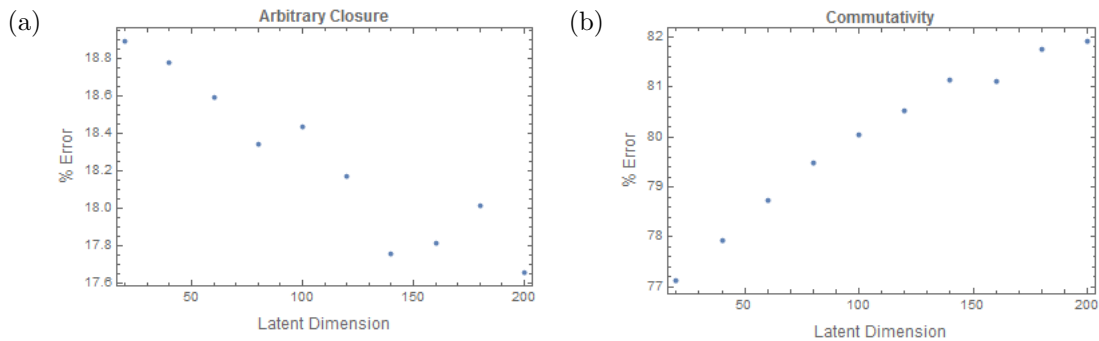 (a)
Arbitrary Closure
% Error
18.8
18.6
18.4
18.2
18.0
17.8
17.6
50 100 150 200
Latent Dimension
(b)
Commutativity
% Error
82
81
80
79
78
77
50 100 150 200
Latent Dimension